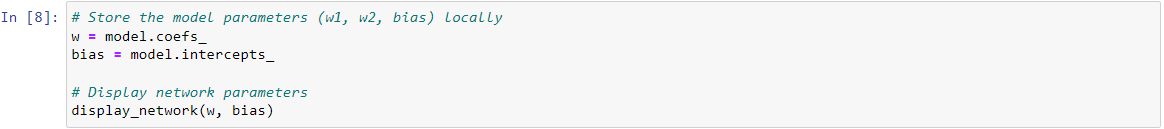 In [8]: # Store the model parameters (w1, w2, bias) locally
w = model.coefs_
bias = model.intercepts_
# Display network parameters
display_network(w, bias)